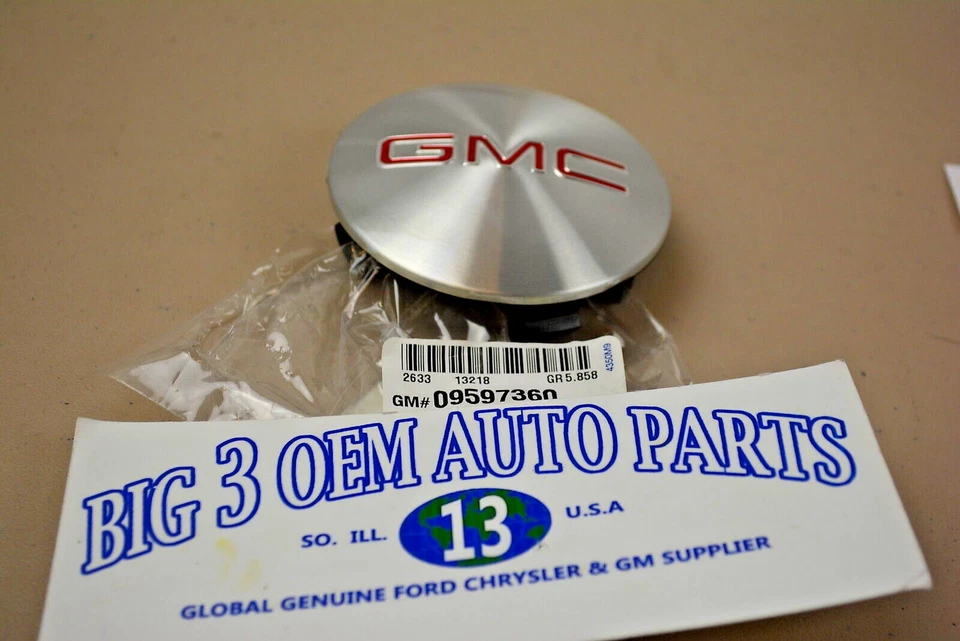 GMC
2633 13218 GR 5.858
4350M9
GM# 09597360
BIG 3 OEM AUTO PARTS
SO. ILL. 13 U.S.A
GLOBAL GENUINE FORD CHRYSLER & GM SUPPLIER